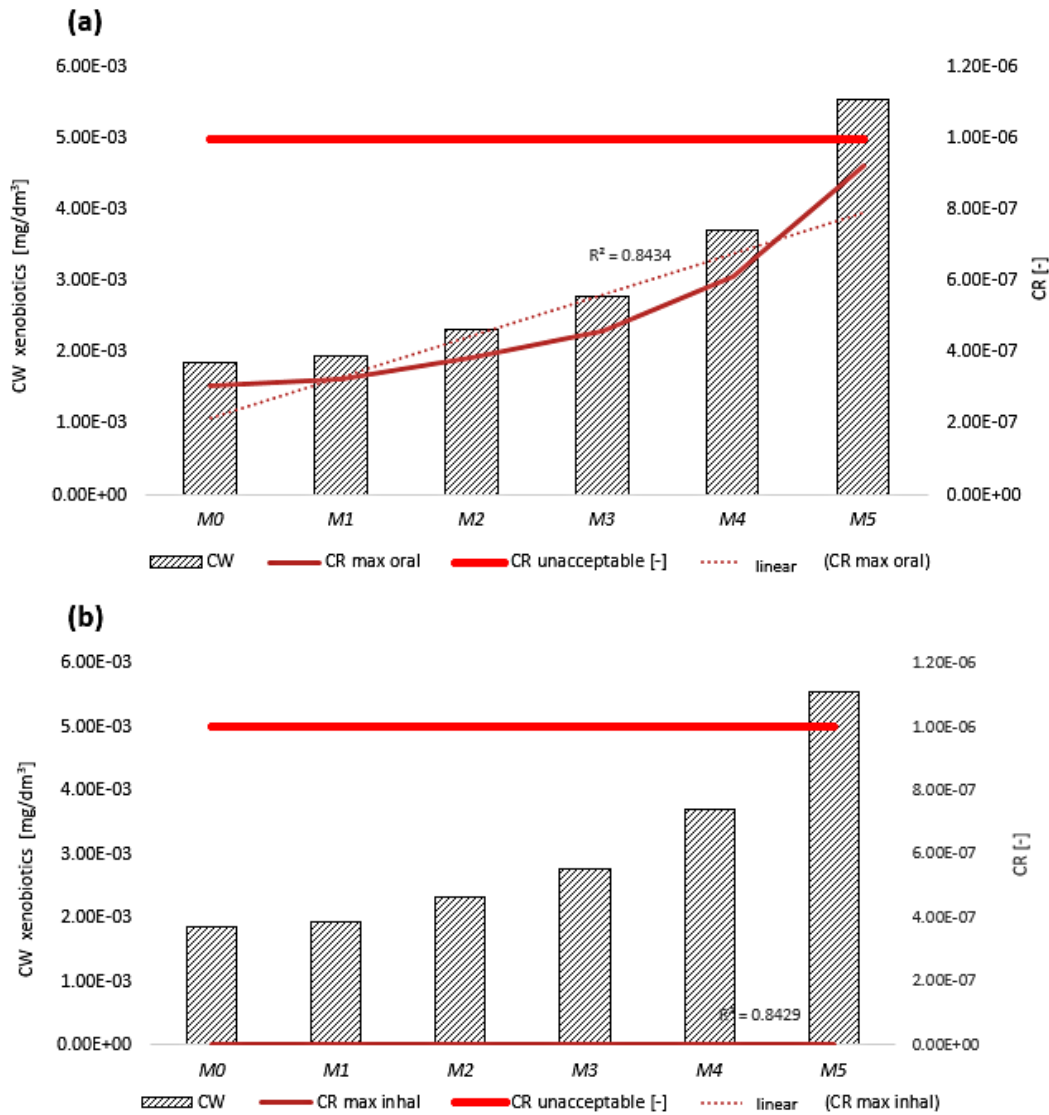 (a)
6.00E-03
5.00E-03
4.00E-03
3.00E-03
2.00E-03
1.00E-03
0.00E+00
CW xenobiotics [mg/dm³]
1.20E-06
1.00E-06
8.00E-07
6.00E-07
4.00E-07
2.00E-07
0.00E+00
CR [-]
R² = 0.8434
M0 M1 M2 M3 M4 M5
CW CR max oral CR unacceptable [-] linear (CR max oral)
(b)
6.00E-03
5.00E-03
4.00E-03
3.00E-03
2.00E-03
1.00E-03
0.00E+00
CW xenobiotics [mg/dm³]
1.20E-06
1.00E-06
8.00E-07
6.00E-07
4.00E-07
2.00E-07
0.00E+00
CR [-]
R² = 0.8429
M0 M1 M2 M3 M4 M5
CW CR max inhal CR unacceptable [-] linear (CR max inhal)